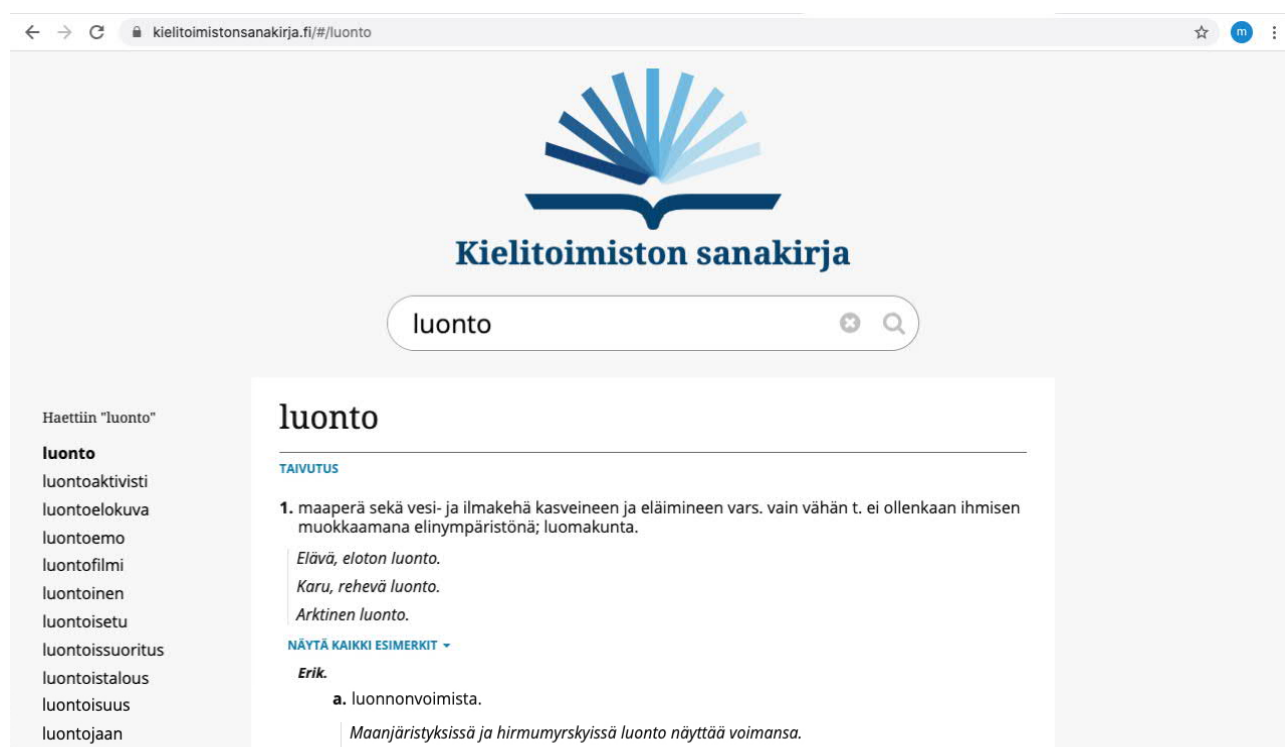 kielitoimistonsanakirja.fi/#/luonto
m
Kielitoimiston sanakirja
luonto
Haettiin "luonto"
luonto
luontoaktivisti
luontoelokuva
luontoemo
luontofilmi
luontoinen
luontoisetu
luontoissuoritus
luontoistalous
luontoisuus
luontojaan
luonto
TAIVUTUS
1. maaperä sekä vesi- ja ilmakehä kasveineen ja eläimineen vars. vain vähän t. ei ollenkaan ihmisen
muokkaamana elinympäristönä; luomakunta.
Elävä, eloton luonto.
Karu, rehevä luonto.
Arktinen luonto.
NÄYTÄ KAIKKI ESIMERKIT
Erik.
a. luonnonvoimista.
Maanjäristyksissä ja hirmumyrskyissä luonto näyttää voimansa.